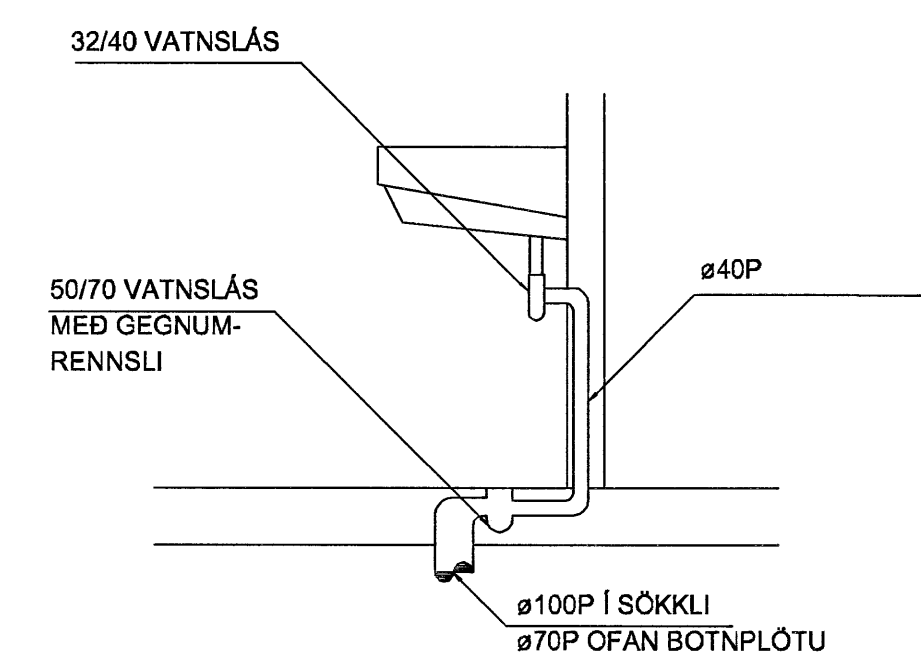 32/40 VATNSLÁS
ø40P
50/70 VATNSLÁS
MEÐ GEGNUM-
RENNSLI
ø100P Í SÖKKLI
ø70P OFAN BOTNPLÖTU